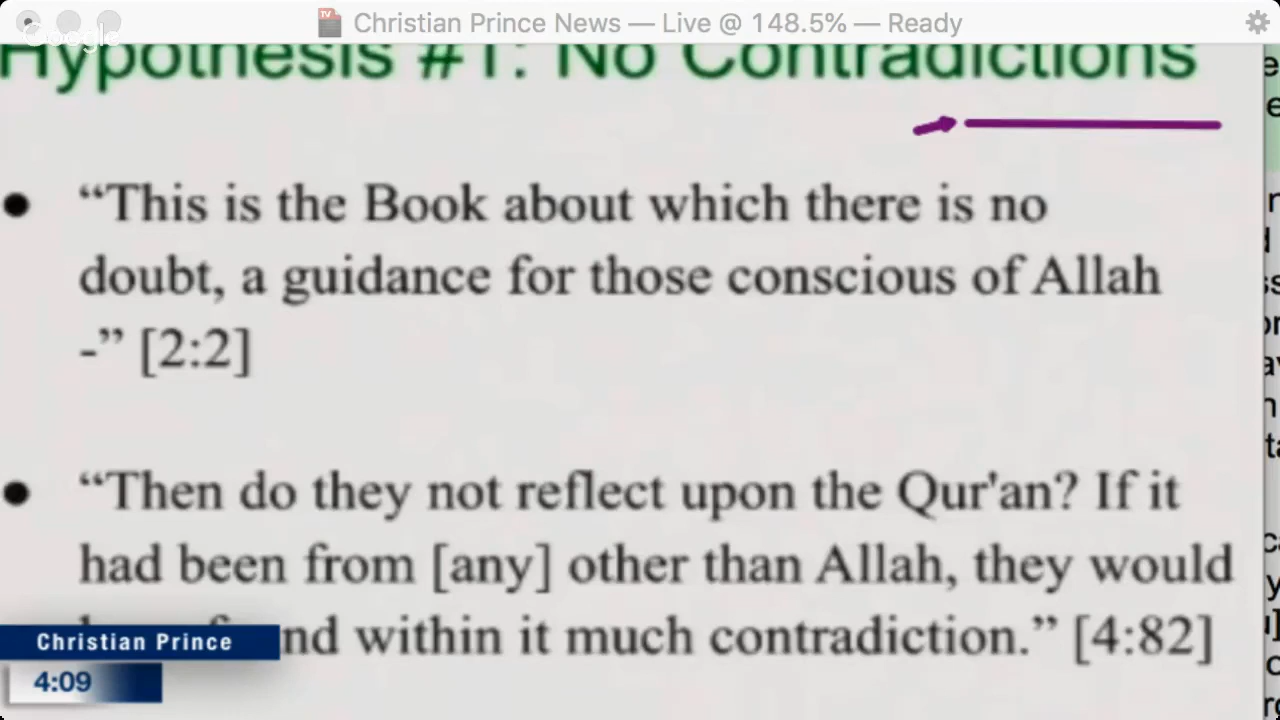 Christian Prince News — Live @ 148.5% — Ready
Google
Hypothesis #1: No Contradictions
● “This is the Book about which there is no
doubt, a guidance for those conscious of Allah
-” [2:2]
● “Then do they not reflect upon the Qur'an? If it
had been from [any] other than Allah, they would
within it much contradiction.” [4:82]
Christian Prince
4:09